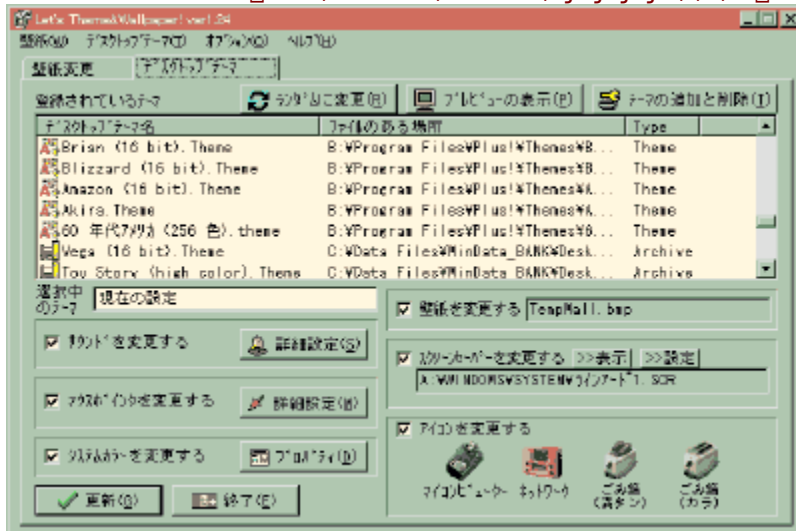 Let's Theme&Wallpaper! ver1.24
壁紙(W) ﾃﾞｽｸﾄｯﾌﾟﾃｰﾏ(T) ｵﾌﾟｼｮﾝ(O) ﾍﾙﾌﾟ(H)
壁紙変更 ﾃﾞｽｸﾄｯﾌﾟﾃｰﾏ
登録されているﾃｰﾏ ﾗﾝﾀﾞﾑに変更(R) ﾌﾟﾚﾋﾞｭｰの表示(P) ﾃｰﾏの追加と削除(I)
ﾃﾞｽｸﾄｯﾌﾟﾃｰﾏ名 ﾌｧｲﾙのある場所 Type
Brian (16 bit).Theme B:¥Program Files¥Plus!¥Themes¥B... Theme
Blizzard (16 bit).Theme B:¥Program Files¥Plus!¥Themes¥B... Theme
Amazon (16 bit).Theme B:¥Program Files¥Plus!¥Themes¥A... Theme
Akira.Theme B:¥Program Files¥Plus!¥Themes¥A... Theme
60 年代ｱﾒﾘｶ (256 色).theme B:¥Program Files¥Plus!¥Themes¥6... Theme
Vega (16 bit).Theme C:¥Data Files¥WinData_BANK¥Desk... Archive
Toy Story (high color).Theme C:¥Data Files¥WinData_BANK¥Desk... Archive
選択中のﾃｰﾏ 現在の設定
壁紙を変更する TempWall.bmp
ｻｳﾝﾄﾞを変更する 詳細設定(S)
ｽｸﾘｰﾝｾｰﾊﾞｰを変更する >>表示 >>設定
A:¥WINDOWS¥SYSTEM¥ﾗｲﾝｱｰﾄﾞ1.SCR
ﾏｳｽﾎﾟｲﾝﾀを変更する 詳細設定(M)
ｱｲｺﾝを変更する
ｼｽﾃﾑｶﾗｰを変更する ﾌﾟﾛﾊﾟﾃｨ(D)
ﾏｲｺﾝﾋﾟｭｰﾀｰ ﾈｯﾄﾜｰｸ ごみ箱(満タン) ごみ箱(カラ)
更新(G) 終了(E)